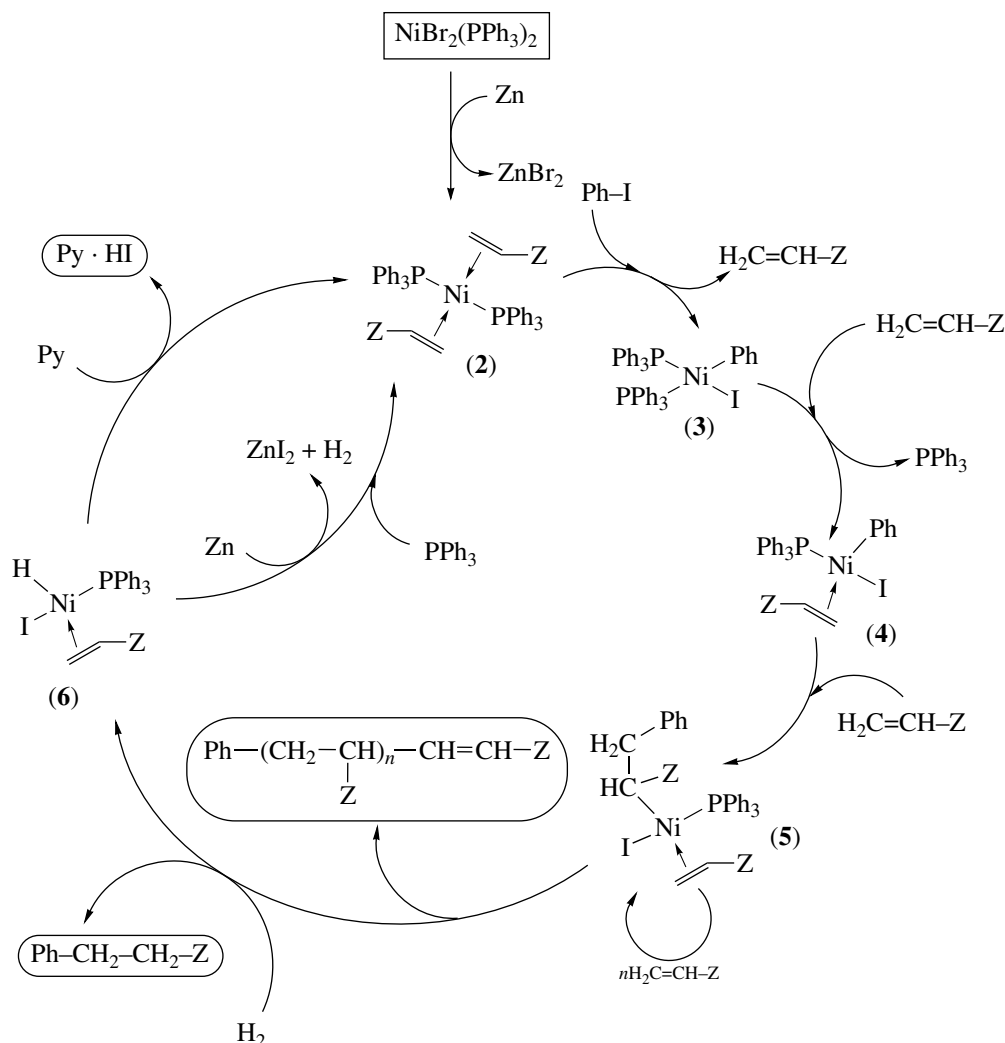 NiBr₂(PPh₃)₂
Zn
ZnBr₂
Ph–I
Py · HI
Z
H₂C=CH–Z
Ph₃P
Ni
PPh₃
Z
(2)
H₂C=CH–Z
Py
Ph₃P
Ph
Ni
PPh₃
I
(3)
ZnI₂ + H₂
PPh₃
Zn
PPh₃
Ph
Ph₃P
Ni
I
Z
(4)
H
PPh₃
Ni
I
Z
(6)
H₂C=CH–Z
Ph
H₂C
Ph–(CH₂–CH)ₙ–CH=CH–Z
Z
HC
Z
PPh₃
Ni
I
(5)
Z
Ph–CH₂–CH₂–Z
nH₂C=CH–Z
H₂